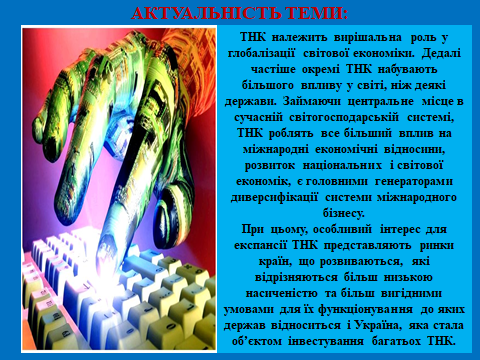 АКТУАЛЬНІСТЬ ТЕМИ:
ТНК належить вирішальна роль у
глобалізації світової економіки. Дедалі
частіше окремі ТНК набувають
більшого впливу у світі, ніж деякі
держави. Займаючи центральне місце в
сучасній світогосподарській системі,
ТНК роблять все більший вплив на
міжнародні економічні відносини,
розвиток національних і світової
економік, є головними генераторами
диверсифікації системи міжнародного
бізнесу.
При цьому, особливий інтерес для
експансії ТНК представляють ринки
країн, що розвиваються, які
відрізняються більш низькою
насиченістю та більш вигідними
умовами для їх функціонування до яких
держав відноситься і Україна, яка стала
об’єктом інвестування багатьох ТНК.